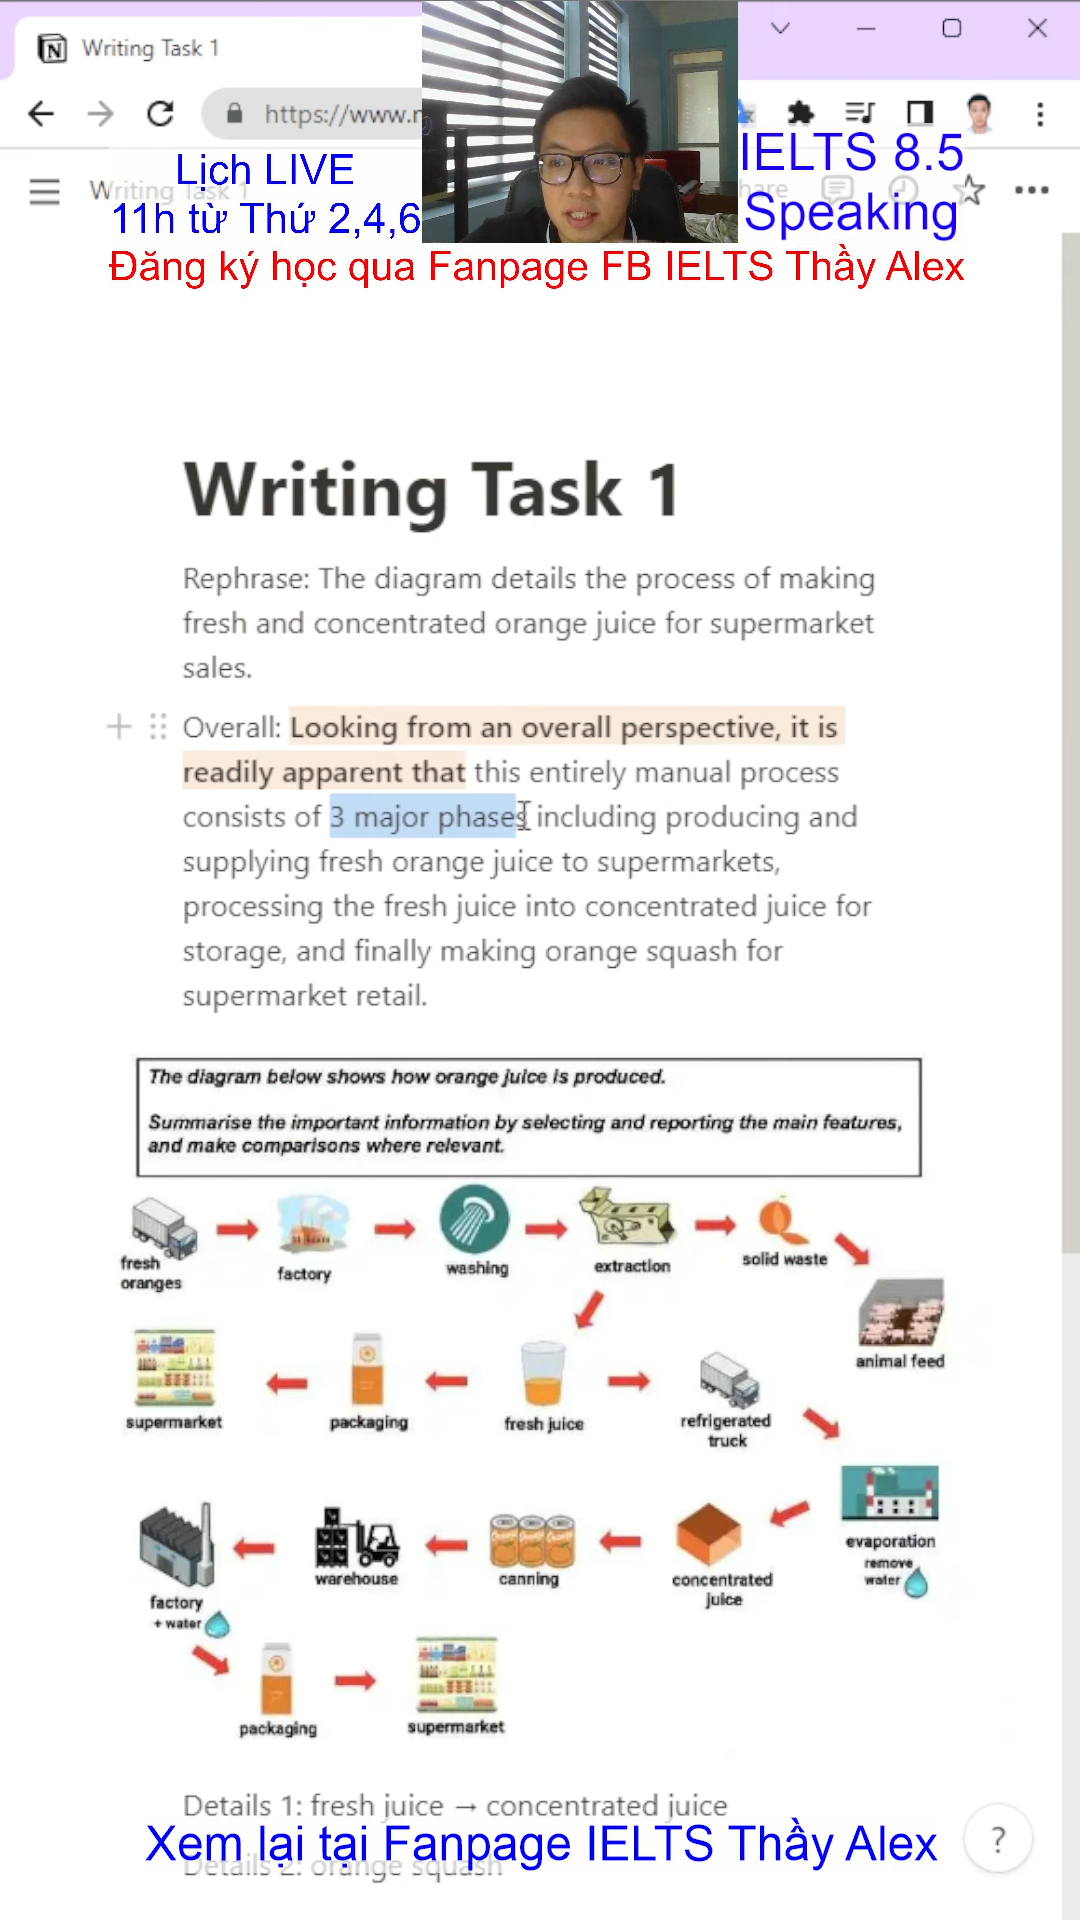 Writing Task 1
https://www.n
Lịch LIVE
11h từ Thứ 2,4,6
IELTS 8.5
Speaking
Writing Task 1
Share
Đăng ký học qua Fanpage FB IELTS Thầy Alex
Writing Task 1
Rephrase: The diagram details the process of making
fresh and concentrated orange juice for supermarket
sales.
Overall: Looking from an overall perspective, it is
readily apparent that this entirely manual process
consists of 3 major phases including producing and
supplying fresh orange juice to supermarkets,
processing the fresh juice into concentrated juice for
storage, and finally making orange squash for
supermarket retail.
The diagram below shows how orange juice is produced.
Summarise the important information by selecting and reporting the main features,
and make comparisons where relevant.
fresh
oranges
factory
washing
extraction
solid waste
animal feed
supermarket
packaging
fresh juice
refrigerated
truck
evaporation
remove
water
concentrated
juice
canning
warehouse
factory
+ water
packaging
supermarket
Details 1: fresh juice → concentrated juice
Xem lại tại Fanpage IELTS Thầy Alex
Details 2: orange squash
?